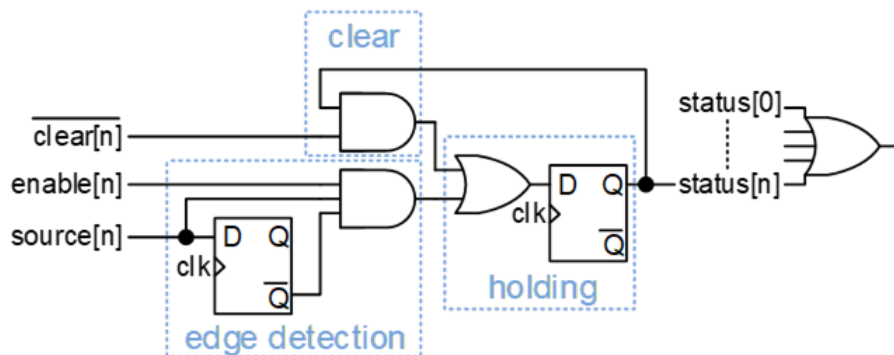 clear
status[0]
clear[n]
enable[n]
D Q
status[n]
source[n]
clk
Q
D Q
clk
Q
holding
edge detection